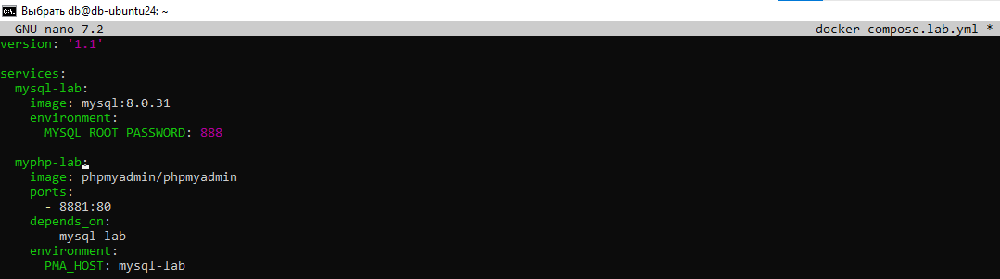 Выбрать db@db-ubuntu24: ~
GNU nano 7.2 docker-compose.lab.yml *
version: '1.1'
services:
  mysql-lab:
    image: mysql:8.0.31
    environment:
      MYSQL_ROOT_PASSWORD: 888
  myphp-lab:
    image: phpmyadmin/phpmyadmin
    ports:
      - 8881:80
    depends_on:
      - mysql-lab
    environment:
      PMA_HOST: mysql-lab